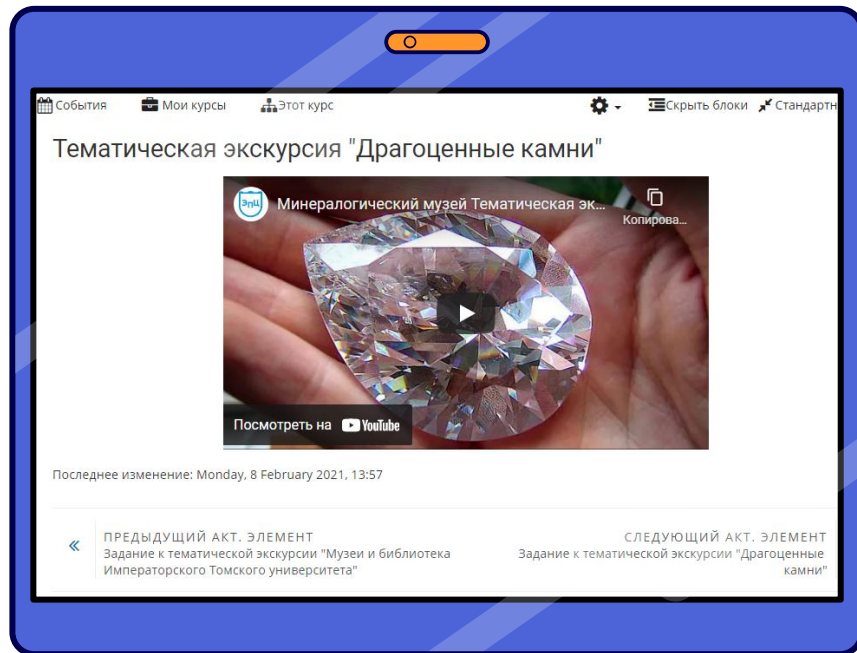 События Мои курсы Этот курс Скрыть блоки Стандартн
Тематическая экскурсия "Драгоценные камни"
эпц Минералогический музей Тематическая эк...
Копирова...
Посмотреть на YouTube
Последнее изменение: Monday, 8 February 2021, 13:57
ПРЕДЫДУЩИЙ АКТ. ЭЛЕМЕНТ
Задание к тематической экскурсии "Музеи и библиотека
Императорского Томского университета"
СЛЕДУЮЩИЙ АКТ. ЭЛЕМЕНТ
Задание к тематической экскурсии "Драгоценные
камни"